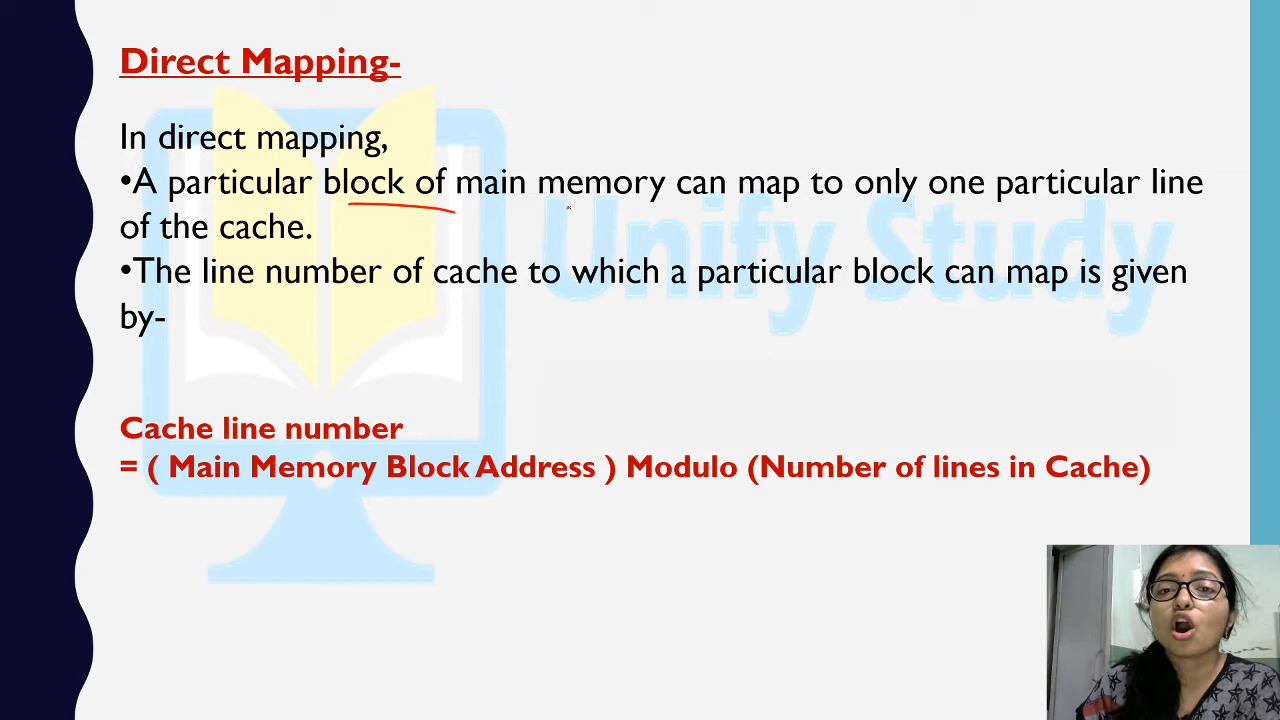 Direct Mapping-
In direct mapping,
•A particular block of main memory can map to only one particular line
of the cache.
•The line number of cache to which a particular block can map is given
by-
Unify Study
Cache line number
= ( Main Memory Block Address ) Modulo (Number of lines in Cache)